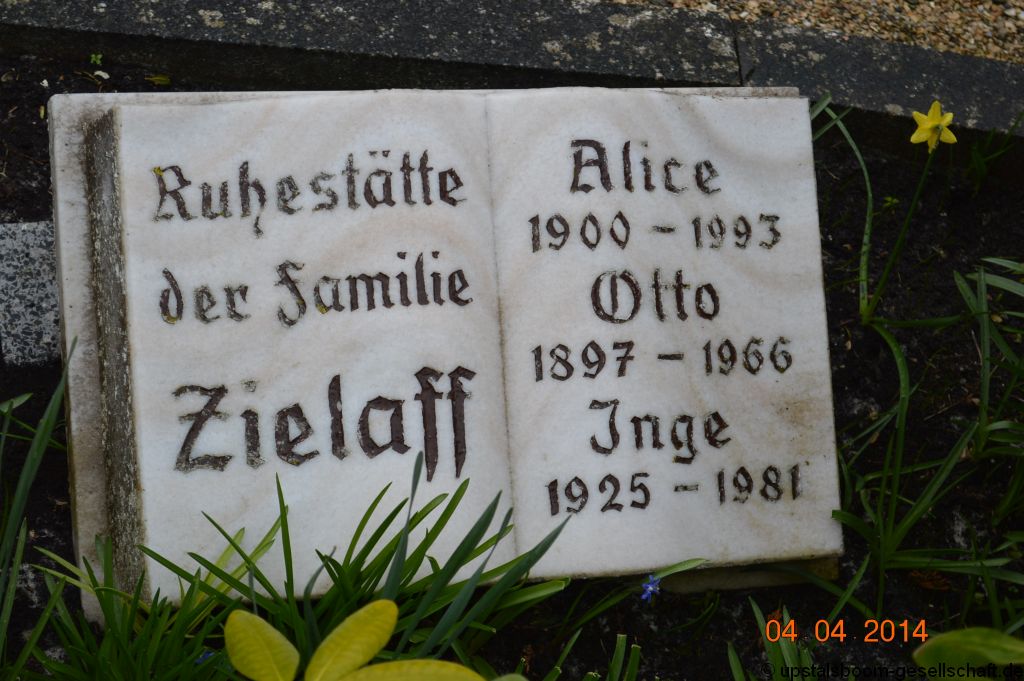 Ruhestätte
der Familie
Zielaff
Alice
1900 - 1993
Otto
1897 - 1966
Inge
1925 - 1981
04 04 2014
© upstalsboom-gesellschaft.de